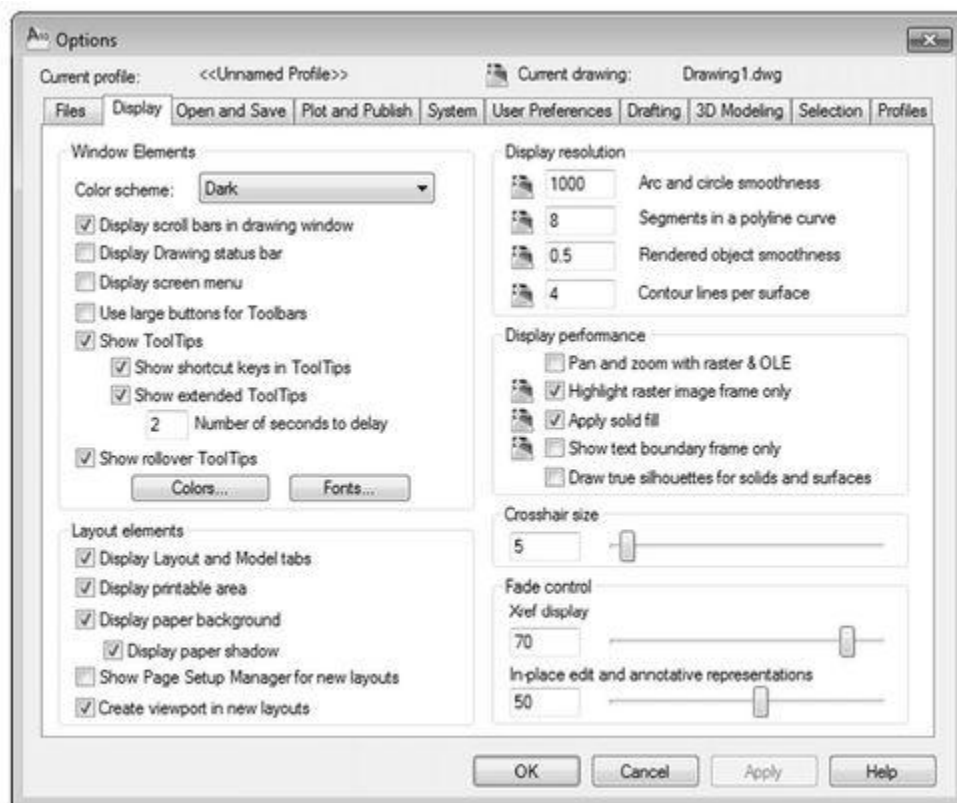 Options
Current profile: <<Unnamed Profile>> Current drawing: Drawing1.dwg
Files Display Open and Save Plot and Publish System User Preferences Drafting 3D Modeling Selection Profiles
Window Elements
Color scheme: Dark
Display scroll bars in drawing window
Display Drawing status bar
Display screen menu
Use large buttons for Toolbars
Show ToolTips
Show shortcut keys in ToolTips
Show extended ToolTips
2 Number of seconds to delay
Show rollover ToolTips
Colors... Fonts...
Layout elements
Display Layout and Model tabs
Display printable area
Display paper background
Display paper shadow
Show Page Setup Manager for new layouts
Create viewport in new layouts
Display resolution
1000 Arc and circle smoothness
8 Segments in a polyline curve
0.5 Rendered object smoothness
4 Contour lines per surface
Display performance
Pan and zoom with raster & OLE
Highlight raster image frame only
Apply solid fill
Show text boundary frame only
Draw true silhouettes for solids and surfaces
Crosshair size
5
Fade control
Xref display
70
In-place edit and annotative representations
50
OK Cancel Apply Help